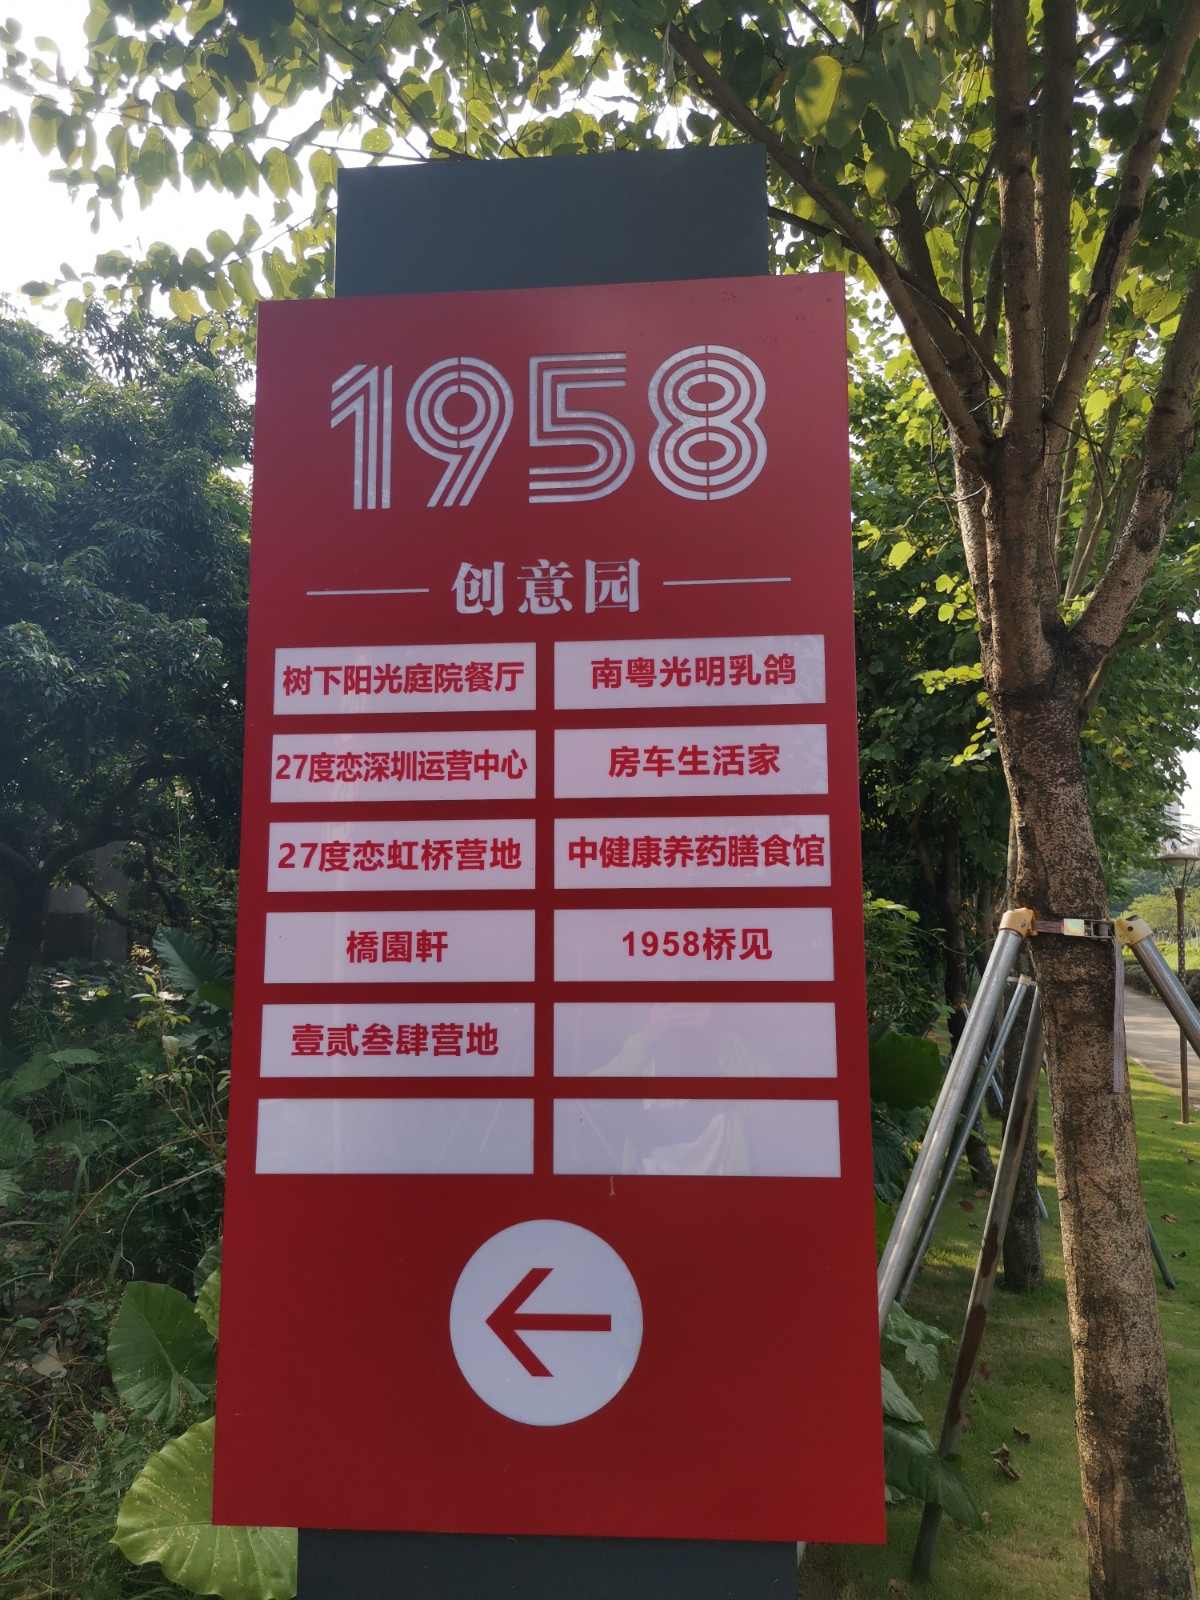 1958
创意园
树下阳光庭院餐厅
南粤光明乳鸽
27度恋深圳运营中心
房车生活家
27度恋虹桥营地
中健康养药膳食馆
橋園軒
1958桥见
壹贰叁肆营地